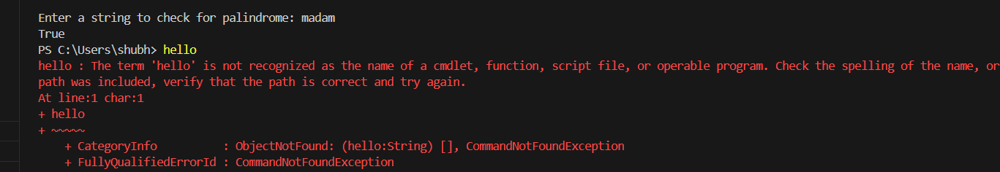 Enter a string to check for palindrome: madam
True
PS C:\Users\shubh> hello
hello : The term 'hello' is not recognized as the name of a cmdlet, function, script file, or operable program. Check the spelling of the name, or
path was included, verify that the path is correct and try again.
At line:1 char:1
+ hello
+ ~~~~~
    + CategoryInfo          : ObjectNotFound: (hello:String) [], CommandNotFoundException
    + FullyQualifiedErrorId : CommandNotFoundException